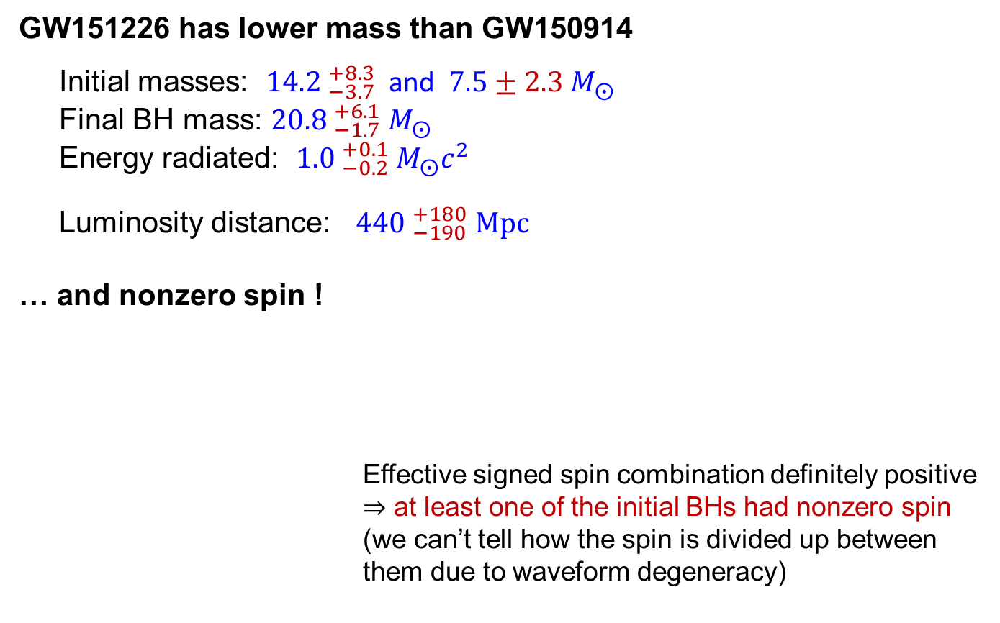 GW151226 has lower mass than GW150914
Initial masses: 14.2 +8.3 −3.7 and 7.5 ± 2.3 M⊙
Final BH mass: 20.8 +6.1 −1.7 M⊙
Energy radiated: 1.0 +0.1 −0.2 M⊙c²
Luminosity distance: 440 +180 −190 Mpc
… and nonzero spin !
Effective signed spin combination definitely positive
⇒ at least one of the initial BHs had nonzero spin
(we can’t tell how the spin is divided up between
them due to waveform degeneracy)